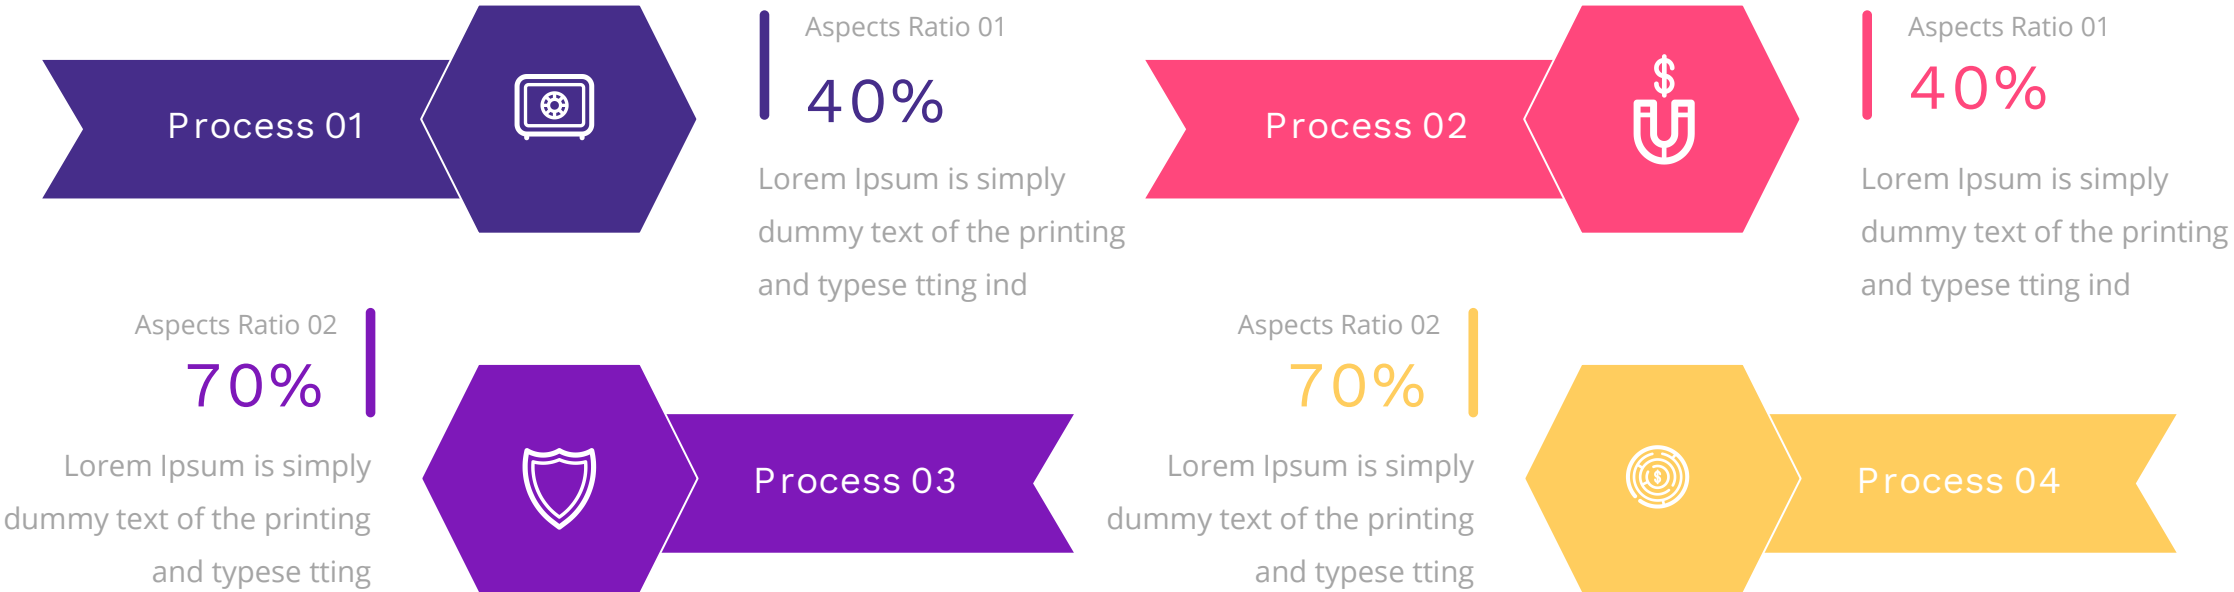 Process 01
Aspects Ratio 01
40%
Lorem Ipsum is simply
dummy text of the printing
and typese tting ind
Process 02
$
Aspects Ratio 01
40%
Lorem Ipsum is simply
dummy text of the printing
and typese tting ind
Aspects Ratio 02
70%
Lorem Ipsum is simply
dummy text of the printing
and typese tting
Process 03
Aspects Ratio 02
70%
Lorem Ipsum is simply
dummy text of the printing
and typese tting
$
Process 04